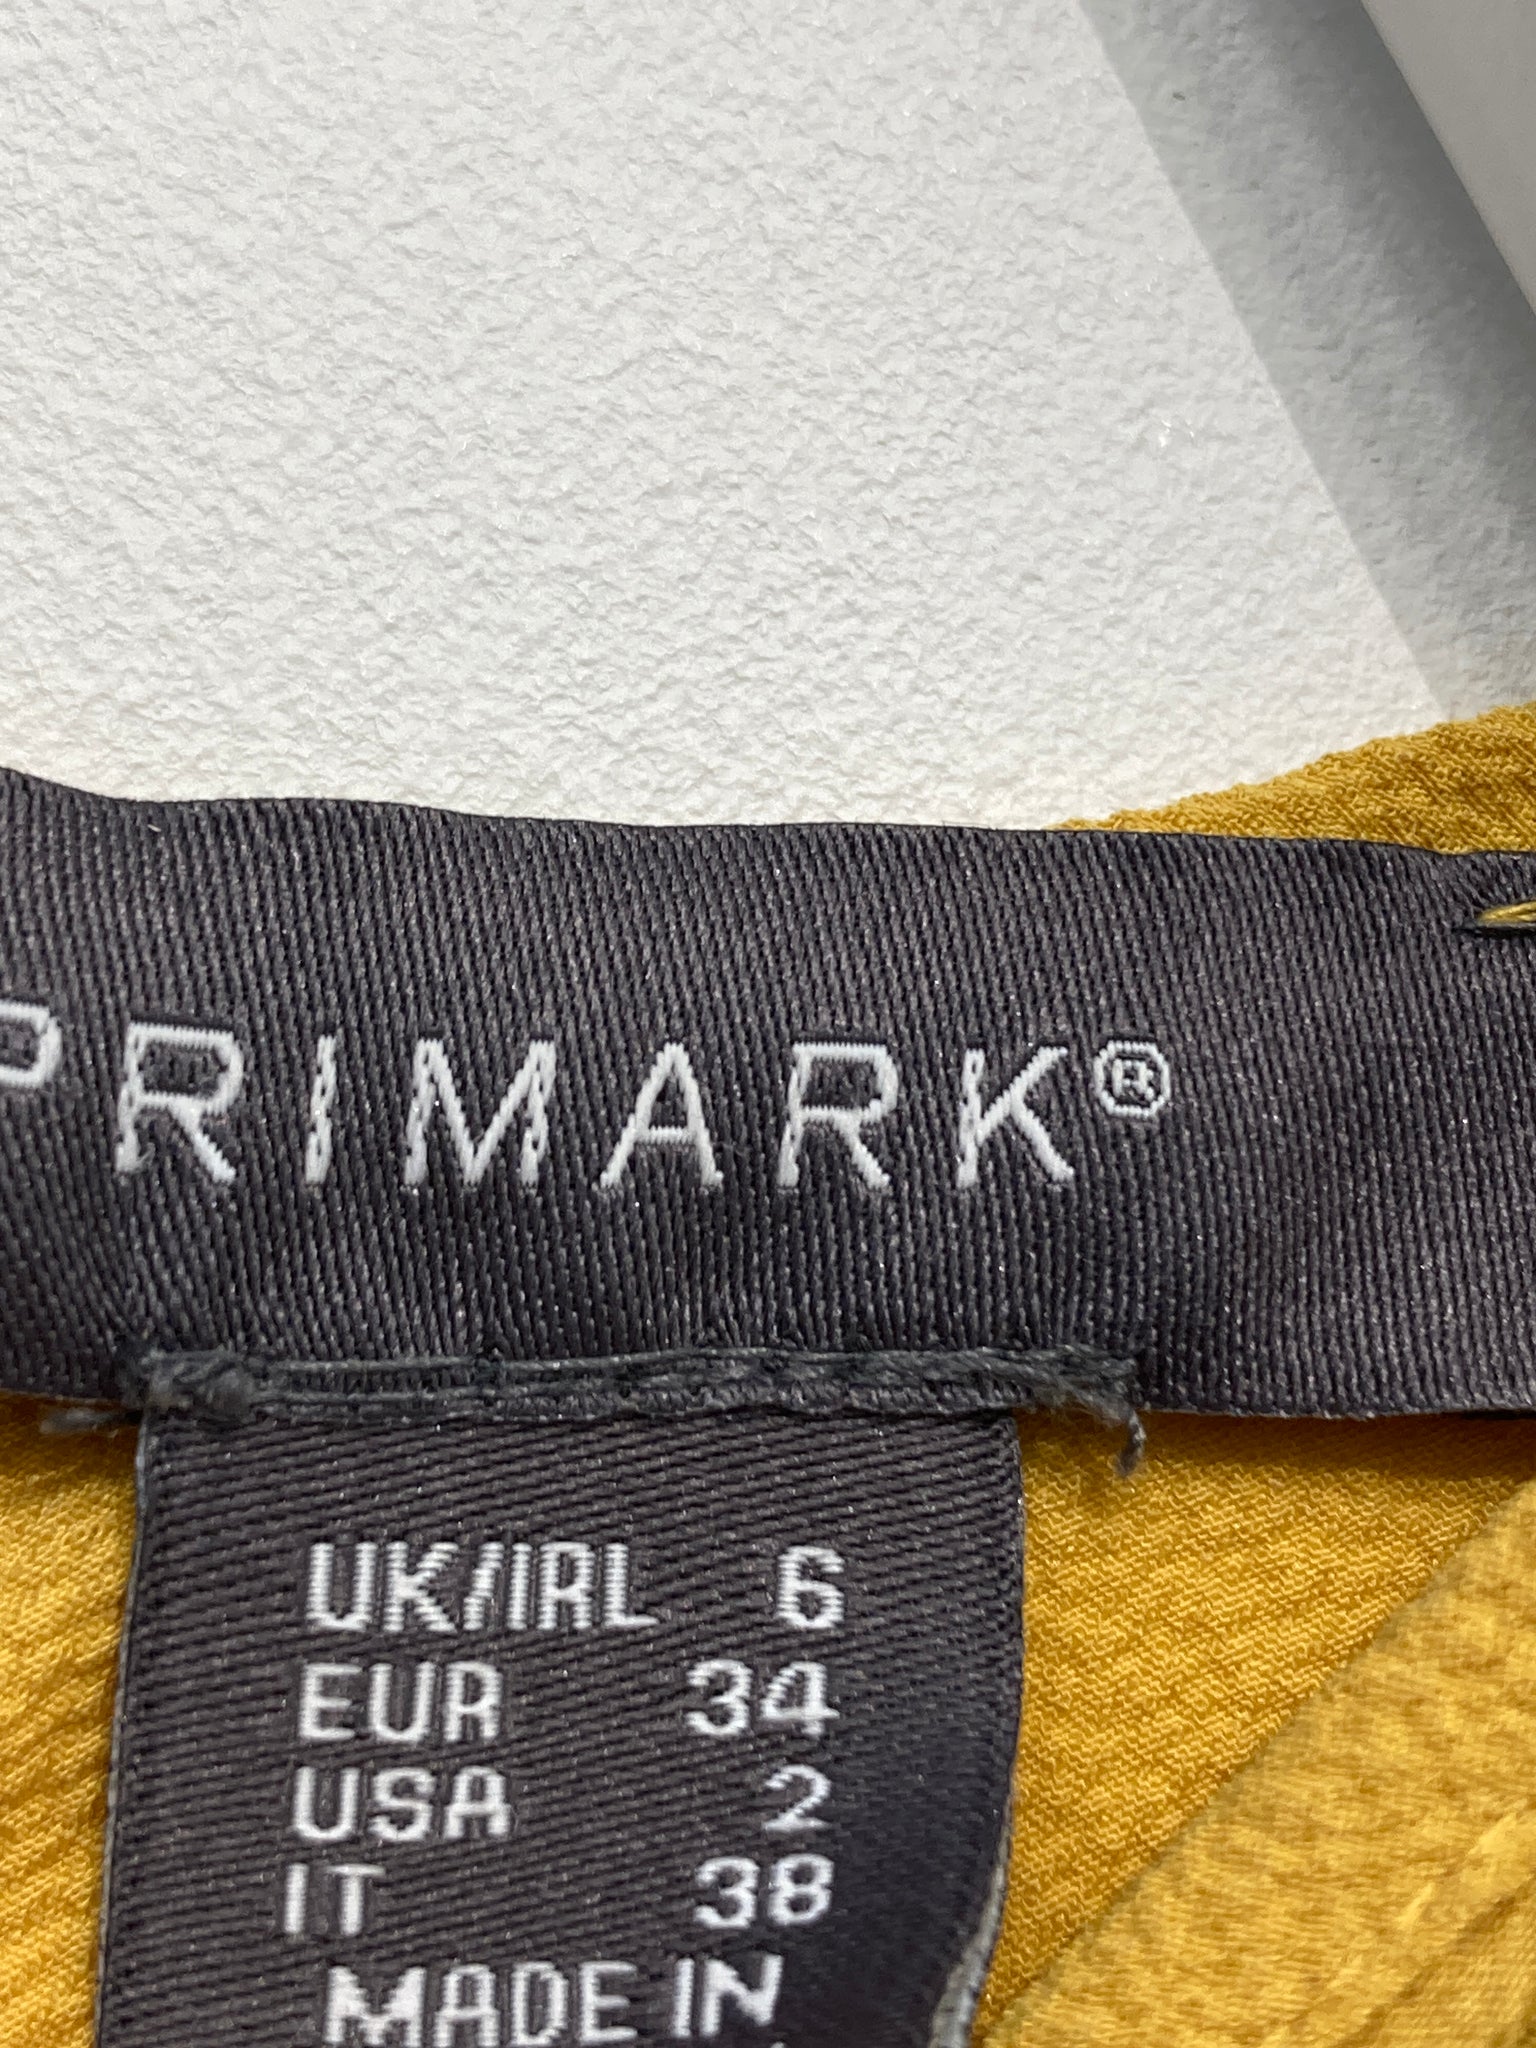 PRIMARK®
UK/IRL 6
EUR 34
USA 2
IT 38
MADE IN